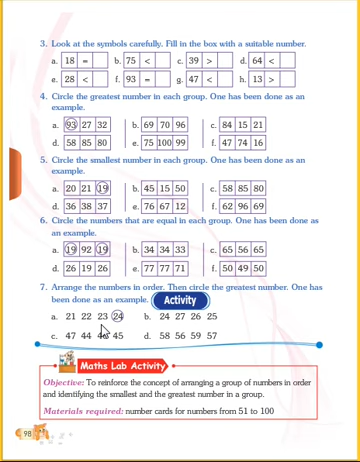 3. Look at the symbols carefully. Fill in the box with a suitable number.
a. 18 = b. 75 < c. 39 > d. 64 <
e. 28 < f. 93 = g. 47 < h. 13 >
4. Circle the greatest number in each group. One has been done as an
example.
a. 93 27 32 b. 69 70 96 c. 84 15 21
d. 58 85 80 e. 75 100 99 f. 47 74 16
5. Circle the smallest number in each group. One has been done as an
example.
a. 20 21 19 b. 45 15 50 c. 58 85 80
d. 36 38 37 e. 76 67 12 f. 62 96 69
6. Circle the numbers that are equal in each group. One has been done as
an example.
a. 19 92 19 b. 34 34 33 c. 65 56 65
d. 26 19 26 e. 77 77 71 f. 50 49 50
7. Arrange the numbers in order. Then circle the greatest number. One has
been done as an example. Activity
a. 21 22 23 24 b. 24 27 26 25
c. 47 44 45 d. 58 56 59 57
Maths Lab Activity
Objective: To reinforce the concept of arranging a group of numbers in order
and identifying the smallest and the greatest number in a group.
Materials required: number cards for numbers from 51 to 100
98